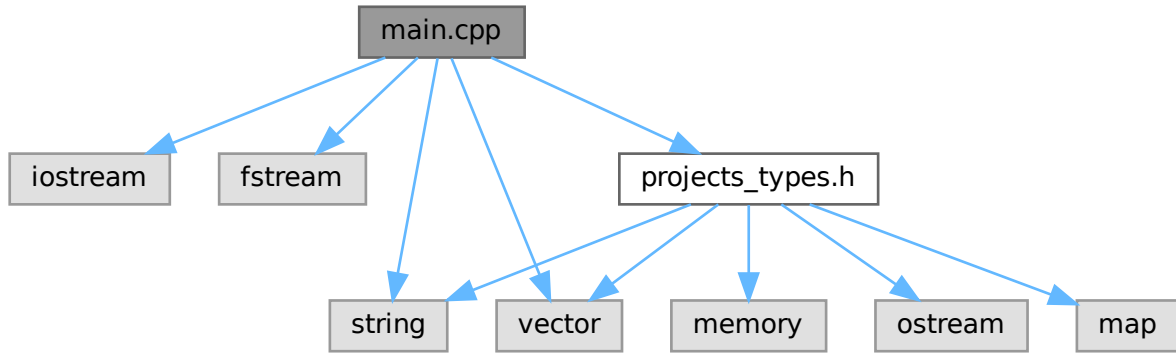 main.cpp
iostream
fstream
projects_types.h
string
vector
memory
ostream
map